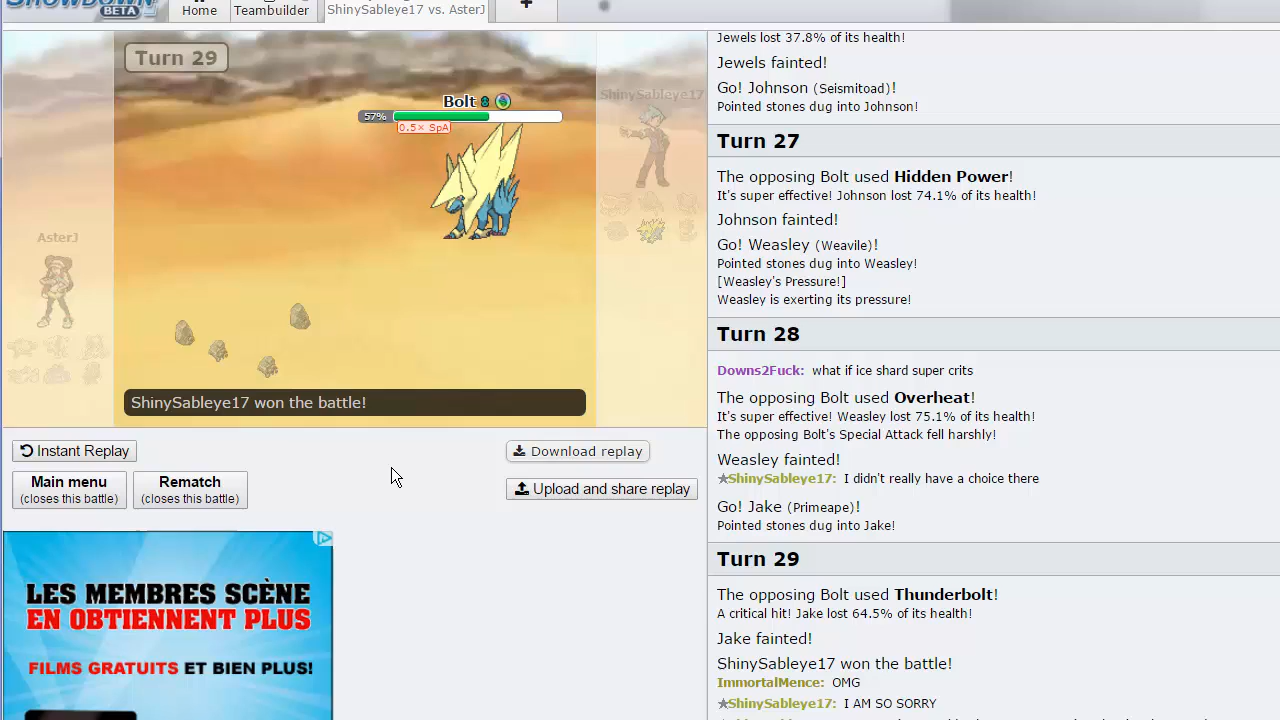 SHOWDOWN
BETA
Home
Teambuilder
ShinySableye17 vs. AsterJ
Turn 29
Bolt
57%
0.5× SpA
ShinySableye17
AsterJ
ShinySableye17 won the battle!
Instant Replay
Download replay
Main menu
(closes this battle)
Rematch
(closes this battle)
Upload and share replay
LES MEMBRES SCÈNE
EN OBTIENNENT PLUS
FILMS GRATUITS ET BIEN PLUS!
Jewels lost 37.8% of its health!
Jewels fainted!
Go! Johnson (Seismitoad)!
Pointed stones dug into Johnson!
Turn 27
The opposing Bolt used Hidden Power!
It's super effective! Johnson lost 74.1% of its health!
Johnson fainted!
Go! Weasley (Weavile)!
Pointed stones dug into Weasley!
[Weasley's Pressure!]
Weasley is exerting its pressure!
Turn 28
Downs2Fuck: what if ice shard super crits
The opposing Bolt used Overheat!
It's super effective! Weasley lost 75.1% of its health!
The opposing Bolt's Special Attack fell harshly!
Weasley fainted!
★ShinySableye17: I didn't really have a choice there
Go! Jake (Primeape)!
Pointed stones dug into Jake!
Turn 29
The opposing Bolt used Thunderbolt!
A critical hit! Jake lost 64.5% of its health!
Jake fainted!
ShinySableye17 won the battle!
ImmortalMence: OMG
★ShinySableye17: I AM SO SORRY